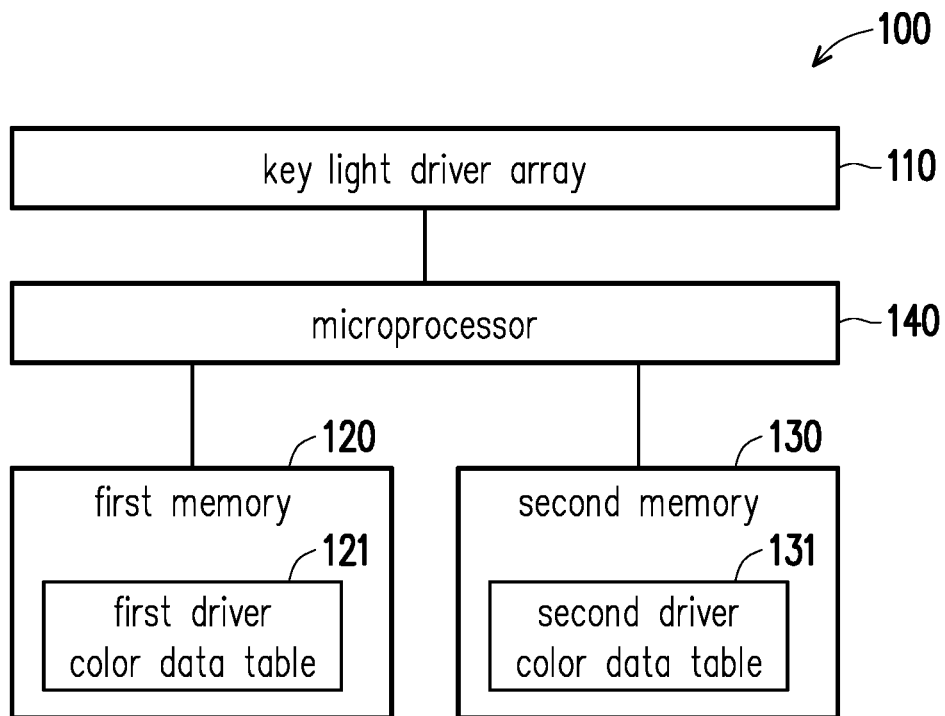 100
key light driver array
110
microprocessor
140
120
130
first memory
second memory
121
131
first driver
color data table
second driver
color data table